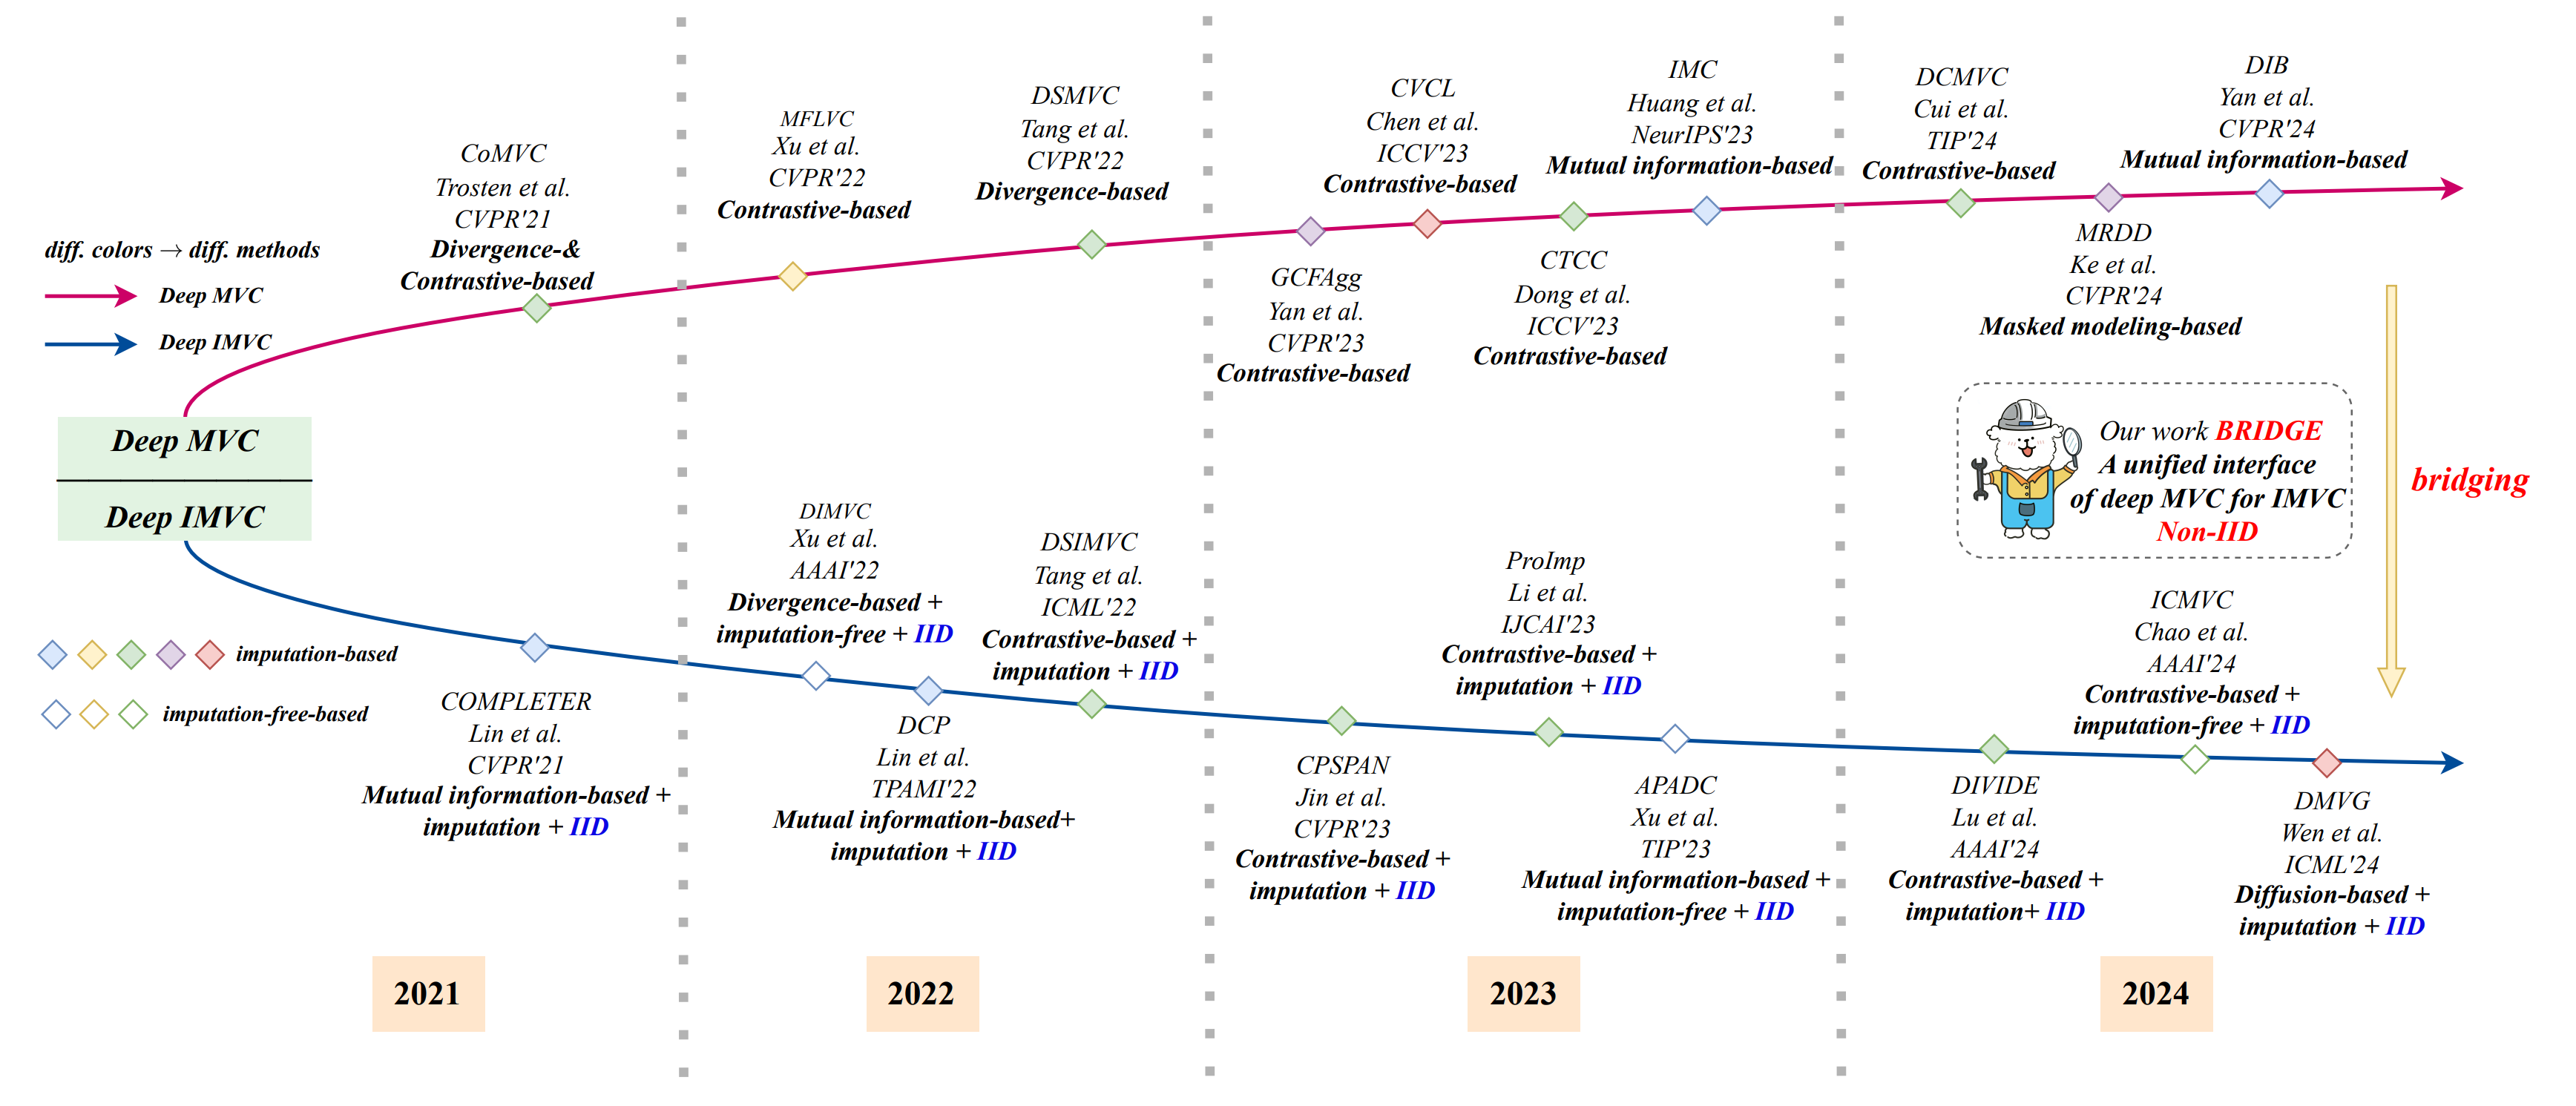 diff. colors → diff. methods
Deep MVC
Deep IMVC
Deep MVC
Deep IMVC
imputation-based
imputation-free-based
CoMVC
Trosten et al.
CVPR'21
Divergence-&
Contrastive-based
MFLVC
Xu et al.
CVPR'22
Contrastive-based
DSMVC
Tang et al.
CVPR'22
Divergence-based
GCFAgg
Yan et al.
CVPR'23
Contrastive-based
CVCL
Chen et al.
ICCV'23
Contrastive-based
CTCC
Dong et al.
ICCV'23
Contrastive-based
IMC
Huang et al.
NeurIPS'23
Mutual information-based
DCMVC
Cui et al.
TIP'24
Contrastive-based
MRDD
Ke et al.
CVPR'24
Masked modeling-based
DIB
Yan et al.
CVPR'24
Mutual information-based
Our work BRIDGE
A unified interface
of deep MVC for IMVC
Non-IID
bridging
COMPLETER
Lin et al.
CVPR'21
Mutual information-based +
imputation + IID
DIMVC
Xu et al.
AAAI'22
Divergence-based +
imputation-free + IID
DCP
Lin et al.
TPAMI'22
Mutual information-based+
imputation + IID
DSIMVC
Tang et al.
ICML'22
Contrastive-based +
imputation + IID
CPSPAN
Jin et al.
CVPR'23
Contrastive-based +
imputation + IID
ProImp
Li et al.
IJCAI'23
Contrastive-based +
imputation + IID
APADC
Xu et al.
TIP'23
Mutual information-based +
imputation-free + IID
DIVIDE
Lu et al.
AAAI'24
Contrastive-based +
imputation+ IID
ICMVC
Chao et al.
AAAI'24
Contrastive-based +
imputation-free + IID
DMVG
Wen et al.
ICML'24
Diffusion-based +
imputation + IID
2021
2022
2023
2024